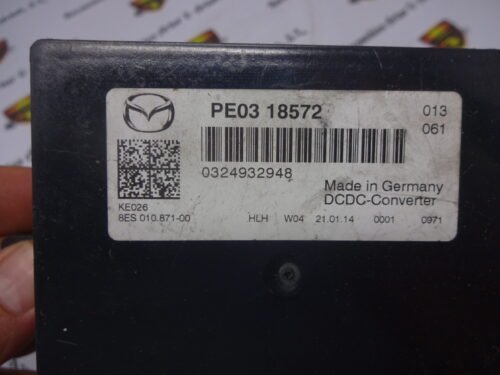 PE03 18572
013
061
0324932948
Made in Germany
DCDC-Converter
KE026
8ES 010.871-00 HLH W04 21.01.14 0001 0971